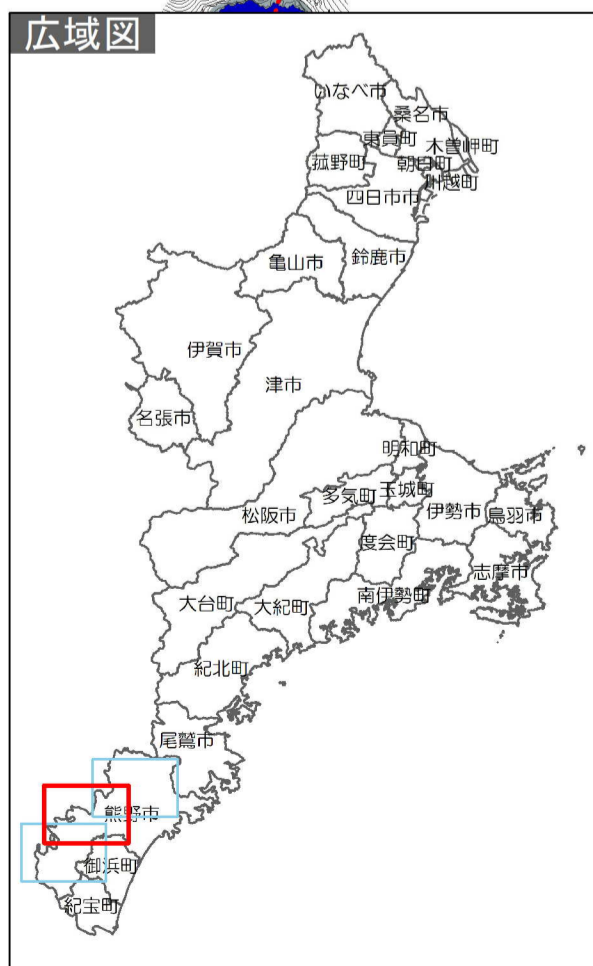 広域図
いなべ市
桑名市
東員町
木曽岬町
朝日町
菰野町
川越町
四日市市
亀山市
鈴鹿市
伊賀市
津市
名張市
明和町
多気町
玉城町
松阪市
伊勢市
鳥羽市
度会町
志摩市
大台町
大紀町
南伊勢町
紀北町
尾鷲市
熊野市
御浜町
紀宝町